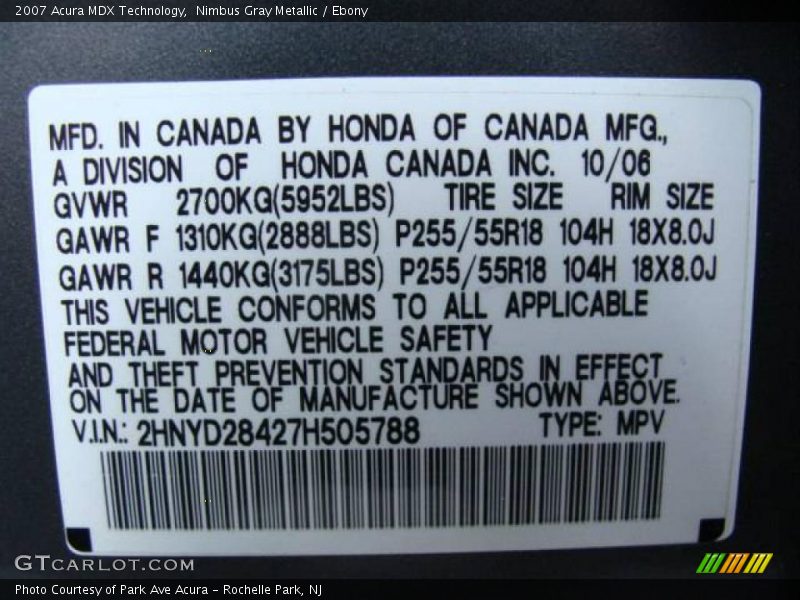 2007 Acura MDX Technology,  Nimbus Gray Metallic / Ebony
MFD. IN CANADA BY HONDA OF CANADA MFG.,
A DIVISION OF HONDA CANADA INC. 10/06
GVWR 2700KG(5952LBS) TIRE SIZE RIM SIZE
GAWR F 1310KG(2888LBS) P255/55R18 104H 18X8.0J
GAWR R 1440KG(3175LBS) P255/55R18 104H 18X8.0J
THIS VEHICLE CONFORMS TO ALL APPLICABLE
FEDERAL MOTOR VEHICLE SAFETY
AND THEFT PREVENTION STANDARDS IN EFFECT
ON THE DATE OF MANUFACTURE SHOWN ABOVE.
V.I.N.: 2HNYD28427H505788 TYPE: MPV
GTCARLOT.COM
Photo Courtesy of Park Ave Acura - Rochelle Park, NJ